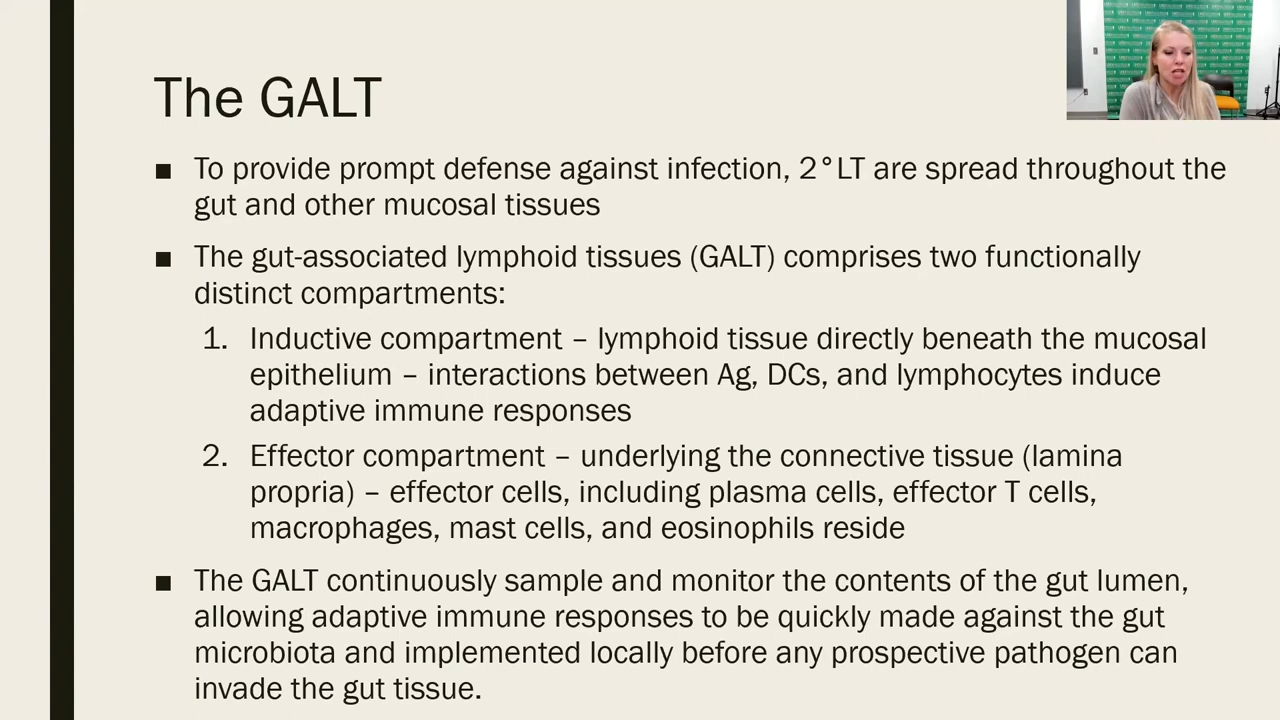 The GALT
■ To provide prompt defense against infection, 2°LT are spread throughout the
gut and other mucosal tissues
■ The gut-associated lymphoid tissues (GALT) comprises two functionally
distinct compartments:
1. Inductive compartment – lymphoid tissue directly beneath the mucosal
epithelium – interactions between Ag, DCs, and lymphocytes induce
adaptive immune responses
2. Effector compartment – underlying the connective tissue (lamina
propria) – effector cells, including plasma cells, effector T cells,
macrophages, mast cells, and eosinophils reside
■ The GALT continuously sample and monitor the contents of the gut lumen,
allowing adaptive immune responses to be quickly made against the gut
microbiota and implemented locally before any prospective pathogen can
invade the gut tissue.